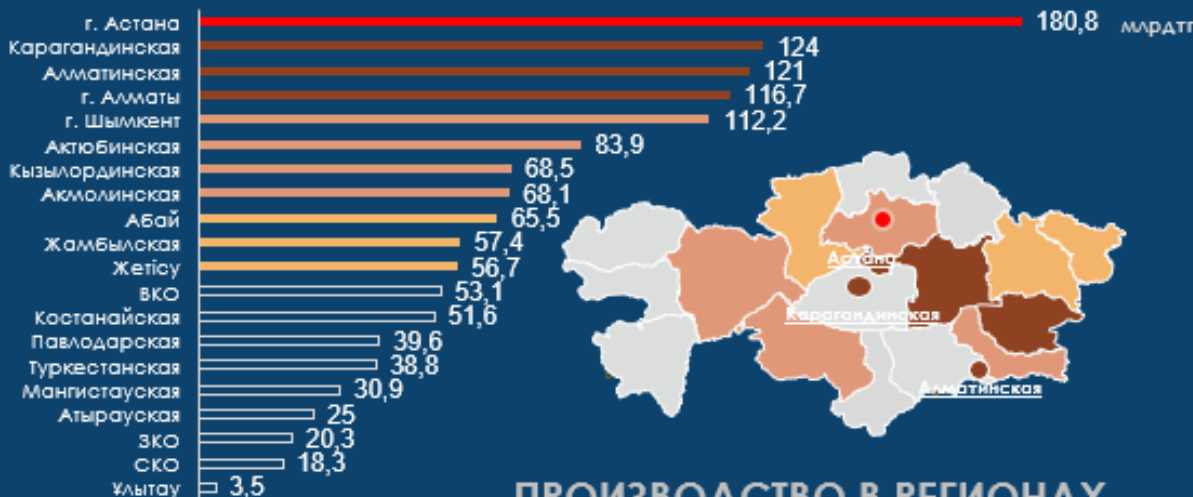 г. Астана 180,8 млрдтг
Карагандинская 124
Алматинская 121
г. Алматы 116,7
г. Шымкент 112,2
Актюбинская 83,9
Кызылординская 68,5
Акмолинская 68,1
Абай 65,5
Жамбылская 57,4
Жетісу 56,7
ВКО 53,1
Костанайская 51,6
Павлодарская 39,6
Туркестанская 38,8
Мангистауская 30,9
Атырауская 25
ЗКО 20,3
СКО 18,3
Ұлытау 3,5
Астана
Карагандинская
Алматинская
ПРОИЗВОДСТВО В РЕГИОНАХ